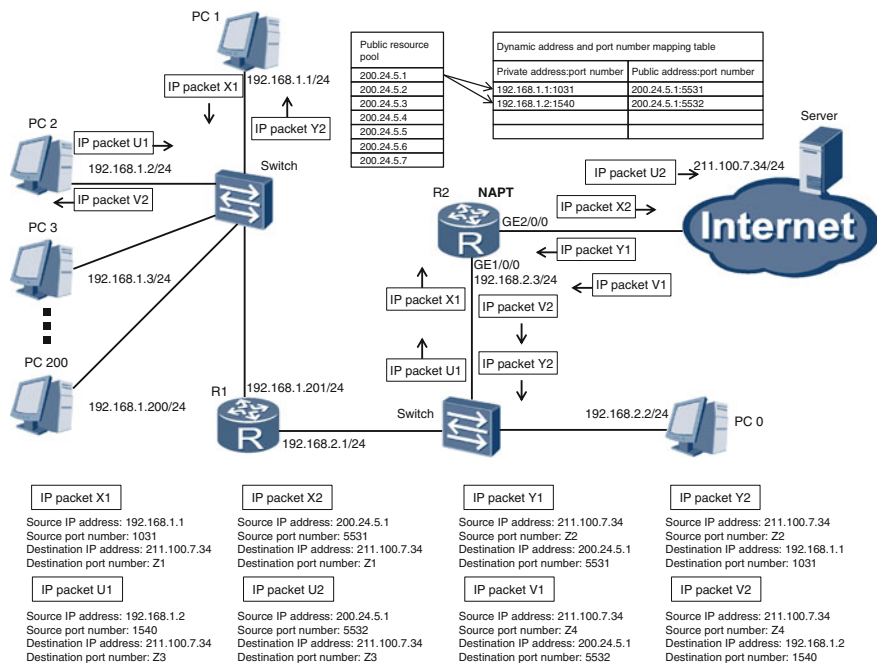 PC 1
192.168.1.1/24
IP packet X1
IP packet Y2
PC 2
IP packet U1
192.168.1.2/24
IP packet V2
Switch
PC 3
192.168.1.3/24
PC 200
192.168.1.200/24
R1
192.168.1.201/24
R
192.168.2.1/24
Public resource
pool
200.24.5.1
200.24.5.2
200.24.5.3
200.24.5.4
200.24.5.5
200.24.5.6
200.24.5.7
Dynamic address and port number mapping table
Private address:port number
Public address:port number
192.168.1.1:1031
200.24.5.1:5531
192.168.1.2:1540
200.24.5.1:5532
Server
IP packet U2
211.100.7.34/24
R2
NAPT
IP packet X2
R
GE2/0/0
Internet
IP packet Y1
GE1/0/0
192.168.2.3/24
IP packet V1
IP packet X1
IP packet V2
IP packet U1
IP packet Y2
Switch
192.168.2.2/24
PC 0
IP packet X1
Source IP address: 192.168.1.1
Source port number: 1031
Destination IP address: 211.100.7.34
Destination port number: Z1
IP packet X2
Source IP address: 200.24.5.1
Source port number: 5531
Destination IP address: 211.100.7.34
Destination port number: Z1
IP packet Y1
Source IP address: 211.100.7.34
Source port number: Z2
Destination IP address: 200.24.5.1
Destination port number: 5531
IP packet Y2
Source IP address: 211.100.7.34
Source port number: Z2
Destination IP address: 192.168.1.1
Destination port number: 1031
IP packet U1
Source IP address: 192.168.1.2
Source port number: 1540
Destination IP address: 211.100.7.34
Destination port number: Z3
IP packet U2
Source IP address: 200.24.5.1
Source port number: 5532
Destination IP address: 211.100.7.34
Destination port number: Z3
IP packet V1
Source IP address: 211.100.7.34
Source port number: Z4
Destination IP address: 200.24.5.1
Destination port number: 5532
IP packet V2
Source IP address: 211.100.7.34
Source port number: Z4
Destination IP address: 192.168.1.2
Destination port number: 1540